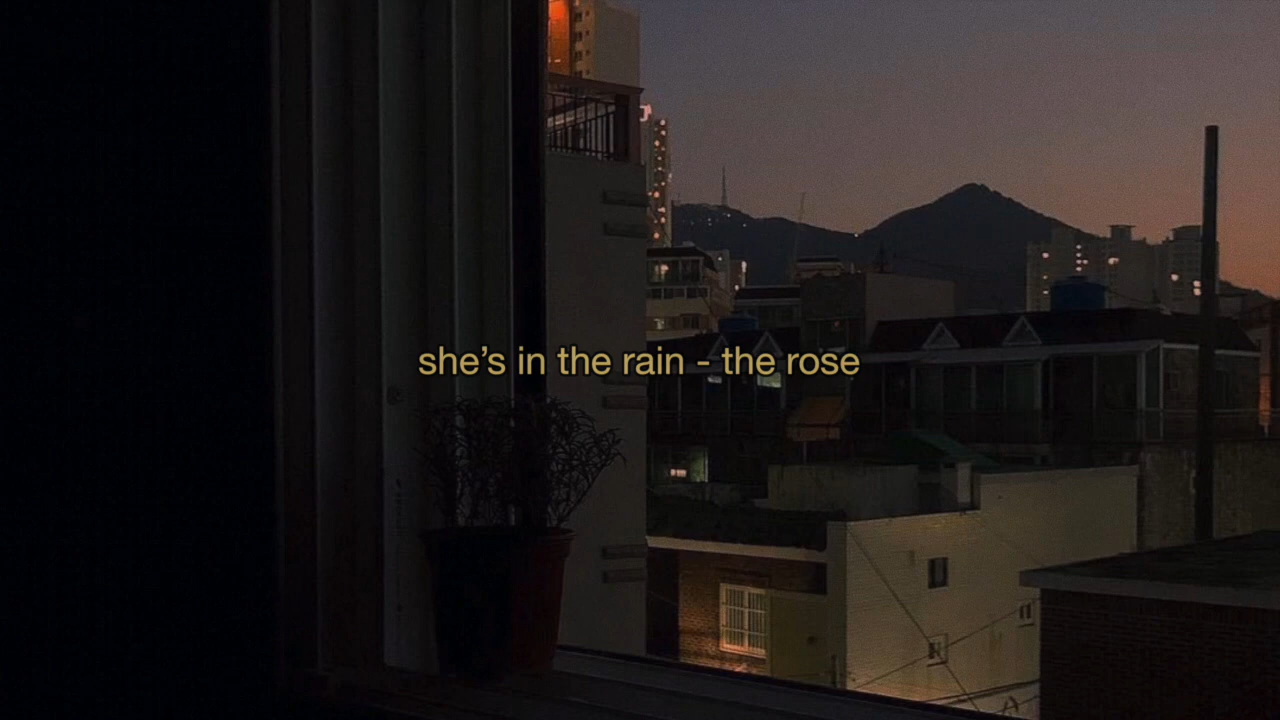 she’s in the rain - the rose